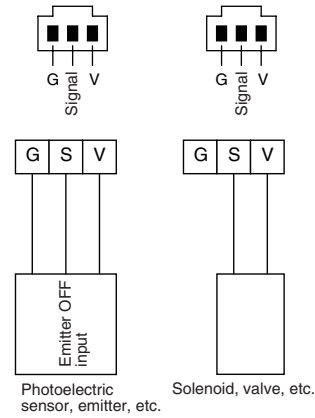 G Signal V
G Signal V
G S V
G S V
Emitter OFF
input
Photoelectric
sensor, emitter, etc.
Solenoid, valve, etc.